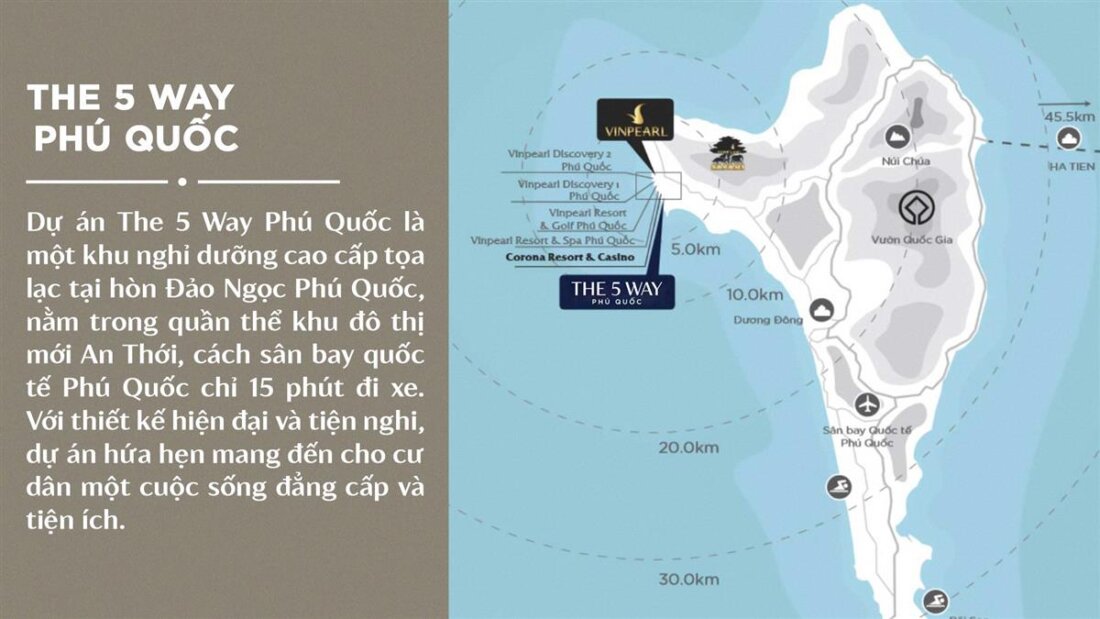 THE 5 WAY
PHÚ QUỐC
Dự án The 5 Way Phú Quốc là
một khu nghỉ dưỡng cao cấp tọa
lạc tại hòn Đảo Ngọc Phú Quốc,
nằm trong quần thể khu đô thị
mới An Thới, cách sân bay quốc
tế Phú Quốc chỉ 15 phút đi xe.
Với thiết kế hiện đại và tiện nghi,
dự án hứa hẹn mang đến cho cư
dân một cuộc sống đẳng cấp và
tiện ích.
VINPEARL
Vinpearl Discovery 2
Phú Quốc
Vinpearl Discovery 1
Phú Quốc
Vinpearl Resort
& Golf Phú Quốc
Vinpearl Resort & Spa Phú Quốc
Corona Resort & Casino
THE 5 WAY
PHÚ QUỐC
5.0km
10.0km
20.0km
30.0km
Núi Chúa
Vườn Quốc Gia
45.5km
HA TIEN
Dương Đông
Sân bay Quốc tế
Phú Quốc